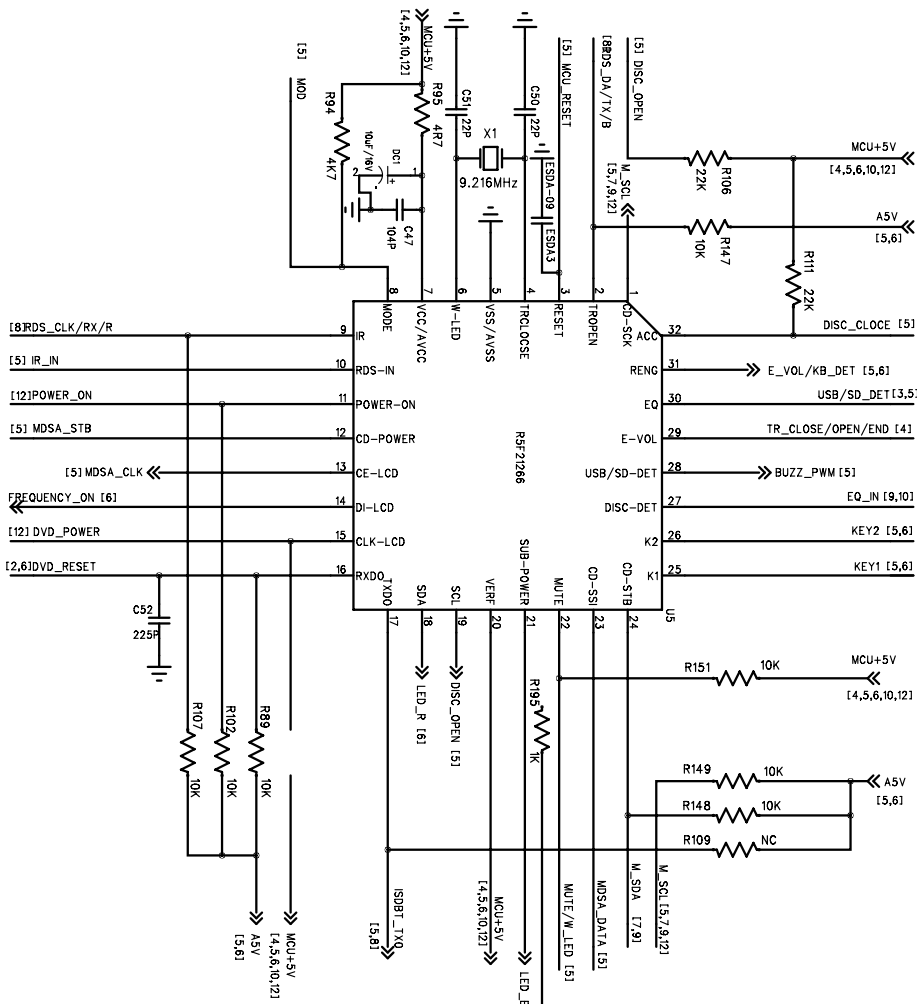 [5] MOD
R94
4K7
MCU+5V
[4,5,6,10,12]
R95
4R7
10uF/16V
DC1
2
1
+
C47
104P
C51
22P
X1
9.216MHz
C50
22P
ESDA-09
ESDA3
[5] MCU_RESET
RDS_DA/TX/B
[5] DISC_OPEN
M_SCL
[5,7,9,12]
R106
22K
MCU+5V
[4,5,6,10,12]
A5V
[5,6]
R147
10K
R111
22K
8
7
6
5
4
3
2
1
MODE
VCC/AVCC
W-LED
VSS/AVSS
TRCLOCSE
RESET
TROPEN
CD-SCK
[8]RDS_CLK/RX/R
9
IR
[5] IR_IN
10
RDS-IN
[12]POWER_ON
11
POWER-ON
[5] MDSA_STB
12
CD-POWER
[5]MDSA_CLK
13
CE-LCD
FREQUENCY_ON [6]
14
DI-LCD
[12] DVD_POWER
15
CLK-LCD
[2,6]DVD_RESET
16
RXDO
R5F21266
U5
ACC
32
DISC_CLOCE [5]
RENG
31
E_VOL/KB_DET [5,6]
EQ
30
USB/SD_DET[3,5]
E-VOL
29
TR_CLOSE/OPEN/END [4]
USB/SD-DET
28
BUZZ_PWM [5]
DISC-DET
27
EQ_IN [9,10]
K2
26
KEY2 [5,6]
K1
25
KEY1 [5,6]
TXDO
SDA
SCL
VERF
SUB-POWER
MUTE
CD-SSI
CD-STB
17
18
19
20
21
22
23
24
C52
225P
R107
10K
R102
10K
R89
10K
A5V
[5,6]
MCU+5V
[4,5,6,10,12]
LED_R [6]
DISC_OPEN [5]
R195
1K
R151
10K
MCU+5V
[4,5,6,10,12]
R149
10K
A5V
[5,6]
R148
10K
R109
NC
ISDBT_TXO
[5,8]
MCU+5V
[4,5,6,10,12]
MUTE/W_LED [5]
MDSA_DATA [5]
M_SDA [7,9]
M_SCL [5,7,9,12]